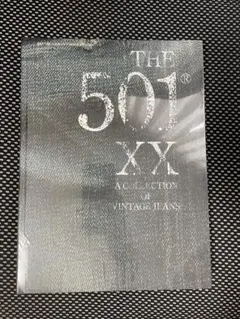 THE
501®
XX
A COLLECTION
of
VINTAGE JEANS